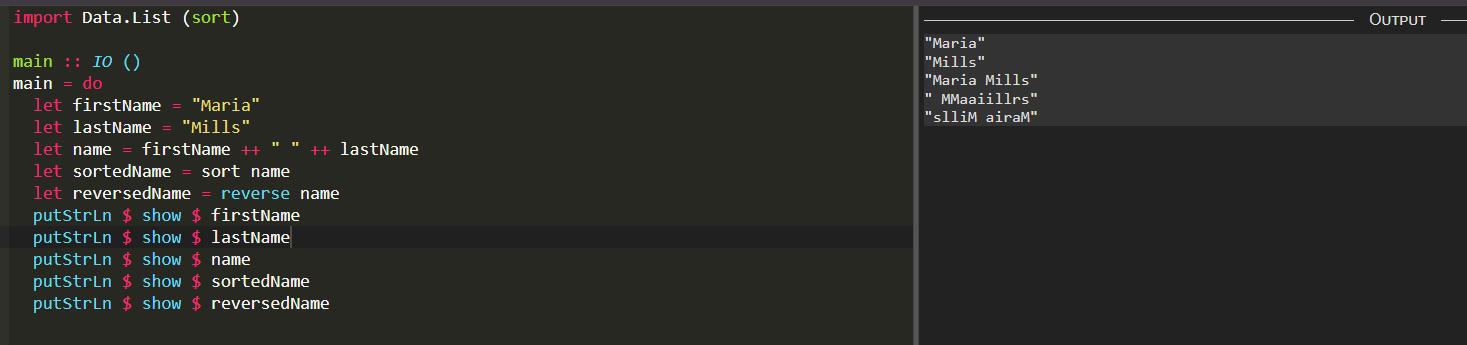 import Data.List (sort)

main :: IO ()
main = do
  let firstName = "Maria"
  let lastName = "Mills"
  let name = firstName ++ " " ++ lastName
  let sortedName = sort name
  let reversedName = reverse name
  putStrLn $ show $ firstName
  putStrLn $ show $ lastName
  putStrLn $ show $ name
  putStrLn $ show $ sortedName
  putStrLn $ show $ reversedName
OUTPUT
"Maria"
"Mills"
"Maria Mills"
" MMaaiillrs"
"slliM airaM"